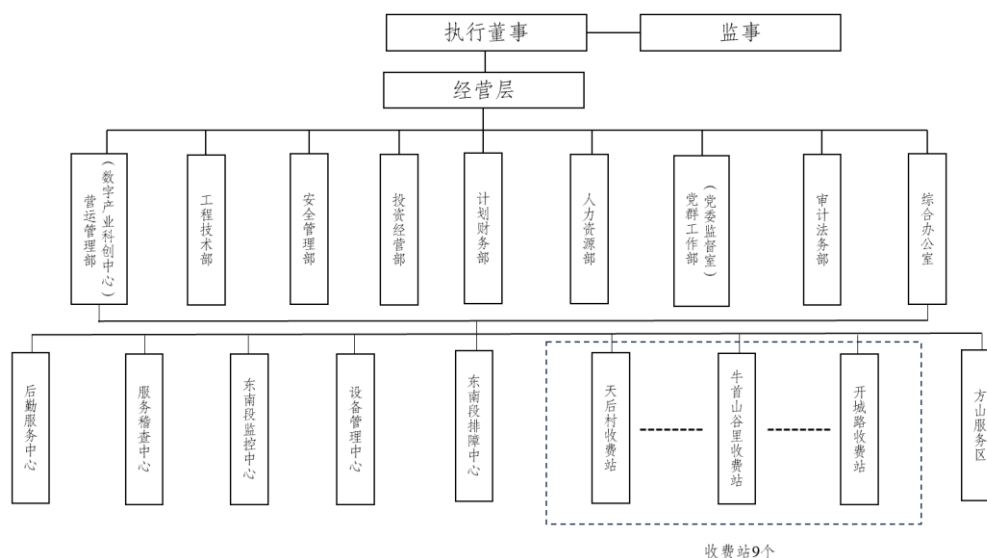 执行董事
监事
经营层
营运管理部
(数字产业科创中心)
工程技术部
安全管理部
投资经营部
计划财务部
人力资源部
党群工作部
(党委监督室)
审计法务部
综合办公室
后勤服务中心
服务稽查中心
东南段监控中心
设备管理中心
东南段排障中心
天后村收费站
牛首山谷里收费站
开城路收费站
方山服务区
收费站9个